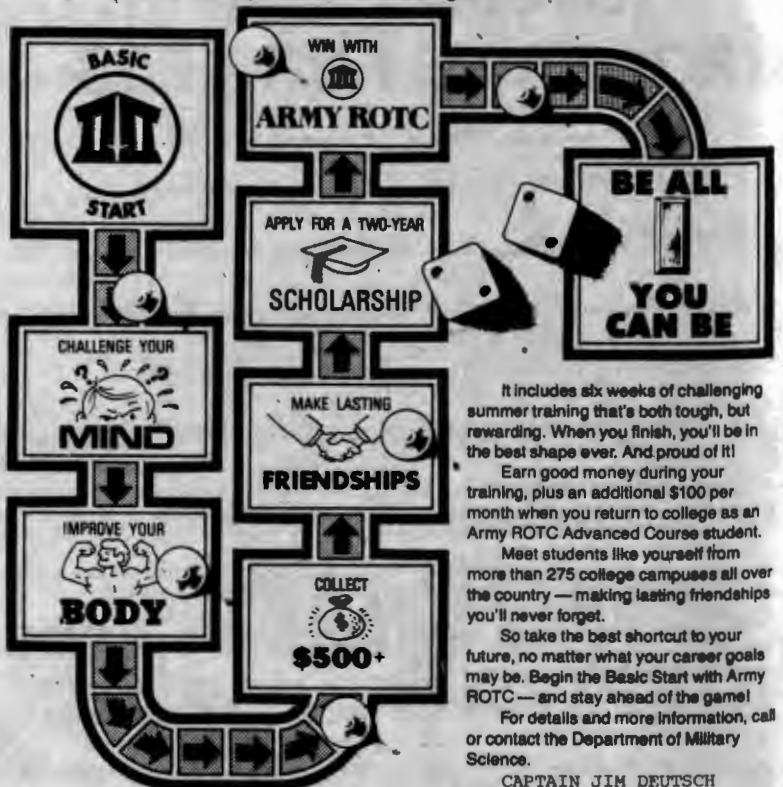 BASIC
START
CHALLENGE YOUR
MIND
IMPROVE YOUR
BODY
COLLECT
$500+
MAKE LASTING
FRIENDSHIPS
APPLY FOR A TWO-YEAR
SCHOLARSHIP
WIN WITH
ARMY ROTC
BE ALL
YOU
CAN BE
It includes six weeks of challenging
summer training that's both tough, but
rewarding. When you finish, you'll be in
the best shape ever. And proud of it!
Earn good money during your
training, plus an additional $100 per
month when you return to college as an
Army ROTC Advanced Course student.
Meet students like yourself from
more than 275 college campuses all over
the country — making lasting friendships
you'll never forget.
So take the best shortcut to your
future, no matter what your career goals
may be. Begin the Basic Start with Army
ROTC — and stay ahead of the game!
For details and more information, call
or contact the Department of Military
Science.
CAPTAIN JIM DEUTSCH